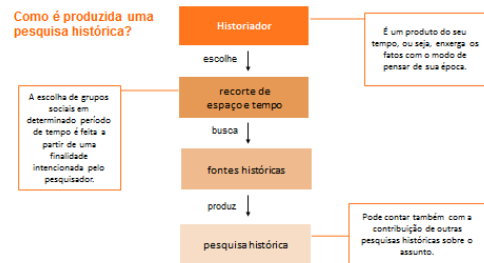 Como é produzida uma
pesquisa histórica?
Historiador
É um produto do seu
tempo, ou seja, enxerga os
fatos com o modo de
pensar de sua época.
escolhe
recorte de
espaço e tempo
A escolha de grupos
sociais em
determinado período
de tempo é feita a
partir de uma
finalidade
intencionada pelo
pesquisador.
busca
fontes históricas
produz
pesquisa histórica
Pode contar também com a
contribuição de outras
pesquisas históricas sobre o
assunto.